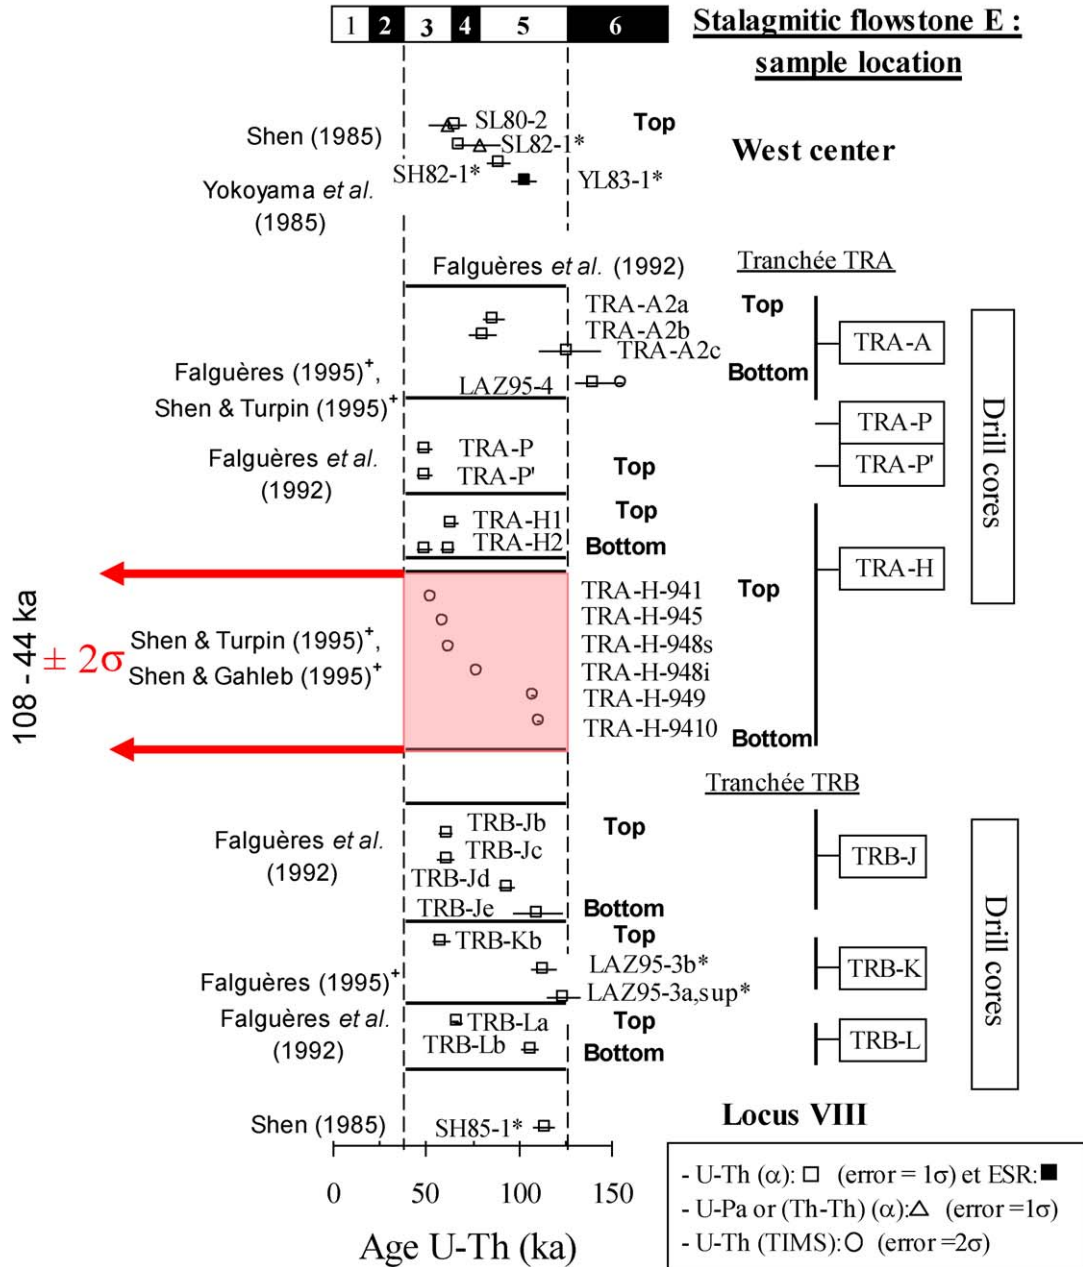 1 2 3 4 5 6
Stalagmitic flowstone E :
sample location
Shen (1985)
SL80-2
Top
SL82-1*
West center
SH82-1*
YL83-1*
Yokoyama et al.
(1985)
Falguères et al. (1992)
Tranchée TRA
TRA-A2a
Top
TRA-A2b
TRA-A2c
TRA-A
Falguères (1995)+,
Bottom
LAZ95-4
Shen & Turpin (1995)+
TRA-P
Falguères et al.
(1992)
TRA-P
TRA-P'
Top
TRA-P'
Drill cores
TRA-H1
Top
TRA-H2
Bottom
TRA-H
TRA-H-941
Top
TRA-H-945
Shen & Turpin (1995)+,
TRA-H-948s
108 - 44 ka
± 2σ
Shen & Gahleb (1995)+
TRA-H-948i
TRA-H-949
TRA-H-9410
Bottom
Tranchée TRB
Falguères et al.
(1992)
TRB-Jb
Top
TRB-Jc
TRB-J
TRB-Jd
TRB-Je
Bottom
TRB-Kb
Top
LAZ95-3b*
TRB-K
Falguères (1995)+
LAZ95-3a,sup*
Drill cores
Falguères et al.
(1992)
TRB-La
Top
TRB-Lb
Bottom
TRB-L
Shen (1985)
SH85-1*
Locus VIII
0 50 100 150
Age U-Th (ka)
- U-Th (α): □ (error = 1σ) et ESR: ■
- U-Pa or (Th-Th) (α): △ (error =1σ)
- U-Th (TIMS): O (error =2σ)